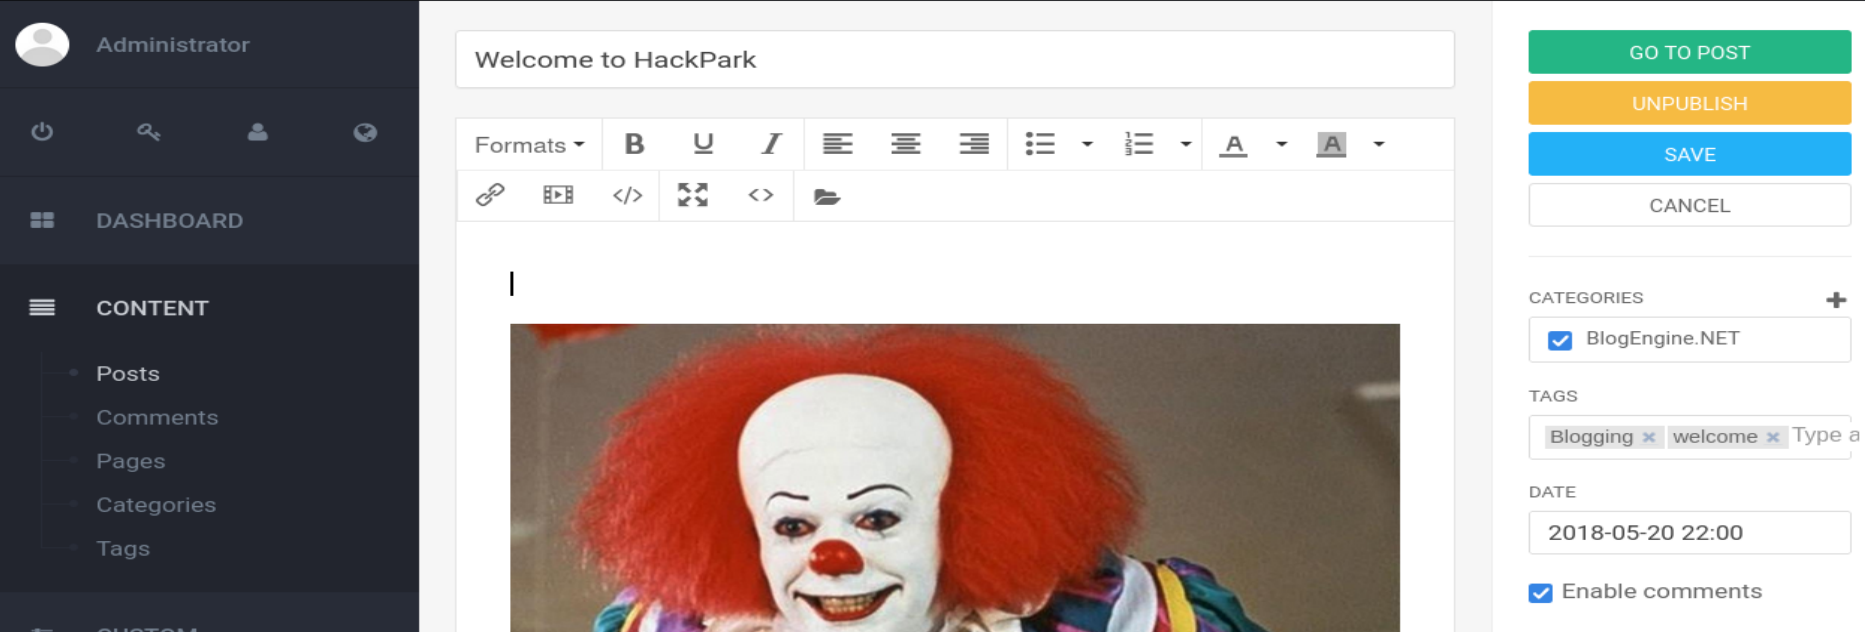 Administrator
DASHBOARD
CONTENT
Posts
Comments
Pages
Categories
Tags
CUSTOM
Welcome to HackPark
Formats
B U I
A A
GO TO POST
UNPUBLISH
SAVE
CANCEL
CATEGORIES
BlogEngine.NET
TAGS
Blogging × welcome × Type a
DATE
2018-05-20 22:00
Enable comments